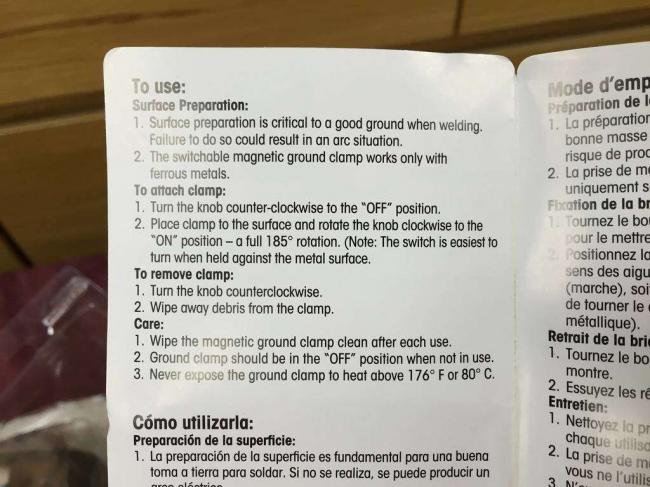 To use:
Surface Preparation:
1. Surface preparation is critical to a good ground when welding.
Failure to do so could result in an arc situation.
2. The switchable magnetic ground clamp works only with
ferrous metals.
To attach clamp:
1. Turn the knob counter-clockwise to the “OFF” position.
2. Place clamp to the surface and rotate the knob clockwise to the
“ON” position – a full 185° rotation. (Note: The switch is easiest to
turn when held against the metal surface.
To remove clamp:
1. Turn the knob counterclockwise.
2. Wipe away debris from the clamp.
Care:
1. Wipe the magnetic ground clamp clean after each use.
2. Ground clamp should be in the “OFF” position when not in use.
3. Never expose the ground clamp to heat above 176° F or 80° C.
Cómo utilizarla:
Preparación de la superficie:
1. La preparación de la superficie es fundamental para una buena
toma a tierra para soldar. Si no se realiza, se puede producir un
arco eléctrico.
Mode d'emp
Préparation de l
1. La préparation
bonne masse
risque de proc
2. La prise de m
uniquement s
Fixation de la br
1. Tournez le bo
pour le mettre
2. Positionnez la
sens des aigu
(marche), soi
de tourner le
métallique).
Retrait de la bri
1. Tournez le bo
montre.
2. Essuyez les ré
Entretien:
1. Nettoyez la pr
chaque utilisa
2. La prise de m
vous ne l'utilis
3. N'